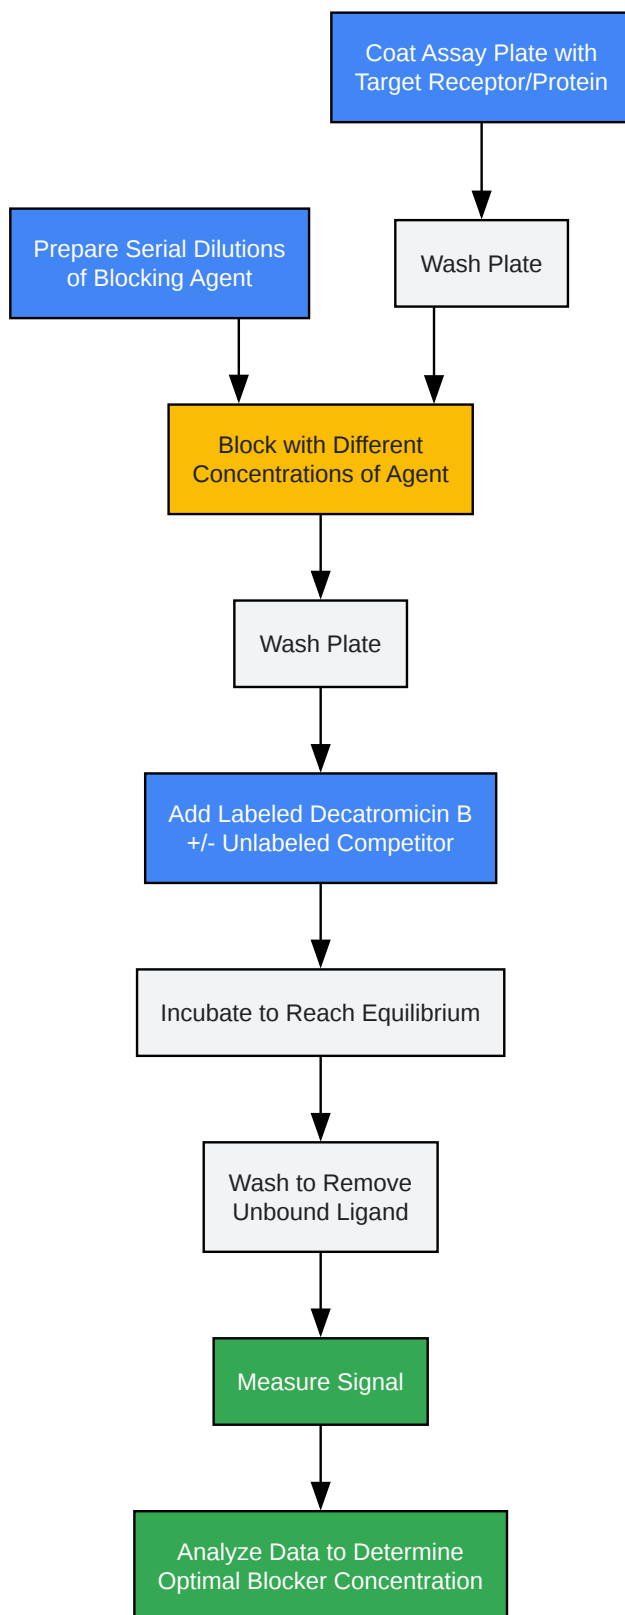 Coat Assay Plate with
Target Receptor/Protein
Prepare Serial Dilutions
of Blocking Agent
Wash Plate
Block with Different
Concentrations of Agent
Wash Plate
Add Labeled Decatromicin B
+/- Unlabeled Competitor
Incubate to Reach Equilibrium
Wash to Remove
Unbound Ligand
Measure Signal
Analyze Data to Determine
Optimal Blocker Concentration